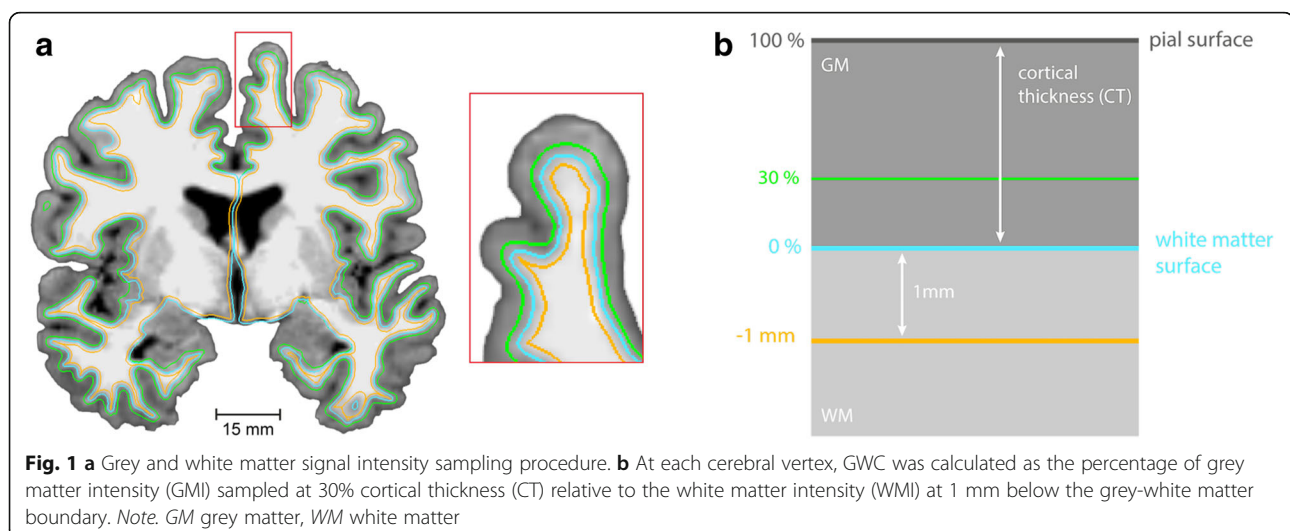 a
15 mm
b
100 %
GM
cortical
thickness (CT)
pial surface
30 %
0 %
white matter
surface
1mm
-1 mm
WM
Fig. 1 a Grey and white matter signal intensity sampling procedure. b At each cerebral vertex, GWC was calculated as the percentage of grey
matter intensity (GMI) sampled at 30% cortical thickness (CT) relative to the white matter intensity (WMI) at 1 mm below the grey-white matter
boundary. Note. GM grey matter, WM white matter